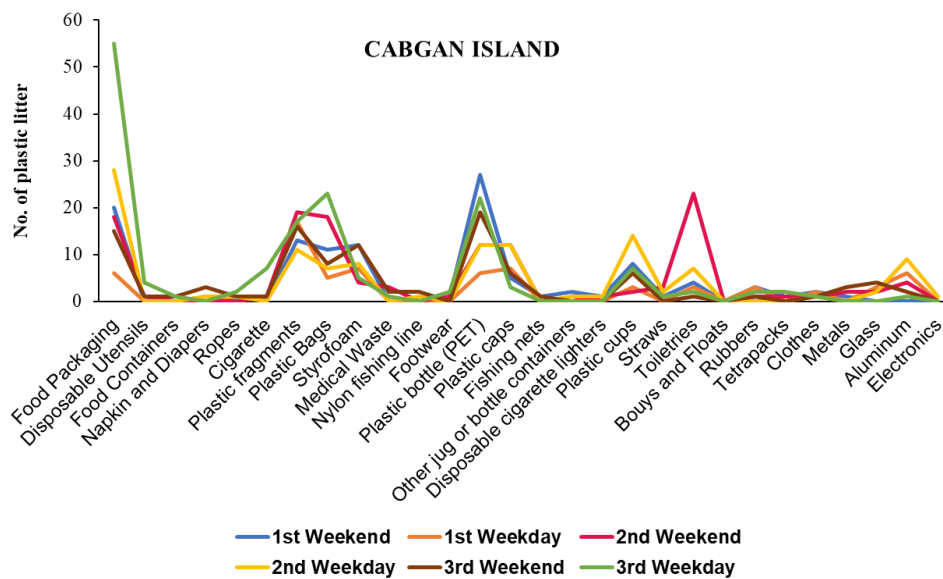 CABGAN ISLAND
No. of plastic litter
60
50
40
30
20
10
0
Food Packaging
Disposable Utensils
Food Containers
Napkin and Diapers
Ropes
Cigarette
Plastic fragments
Plastic Bags
Styrofoam
Medical Waste
Nylon fishing line
Footwear
Plastic bottle (PET)
Plastic caps
Fishing nets
Other jug or bottle containers
Disposable cigarette lighters
Plastic cups
Straws
Toiletries
Bouys and Floats
Rubbers
Tetrapacks
Clothes
Metals
Glass
Aluminum
Electronics
1st Weekend 1st Weekday 2nd Weekend
2nd Weekday 3rd Weekend 3rd Weekday